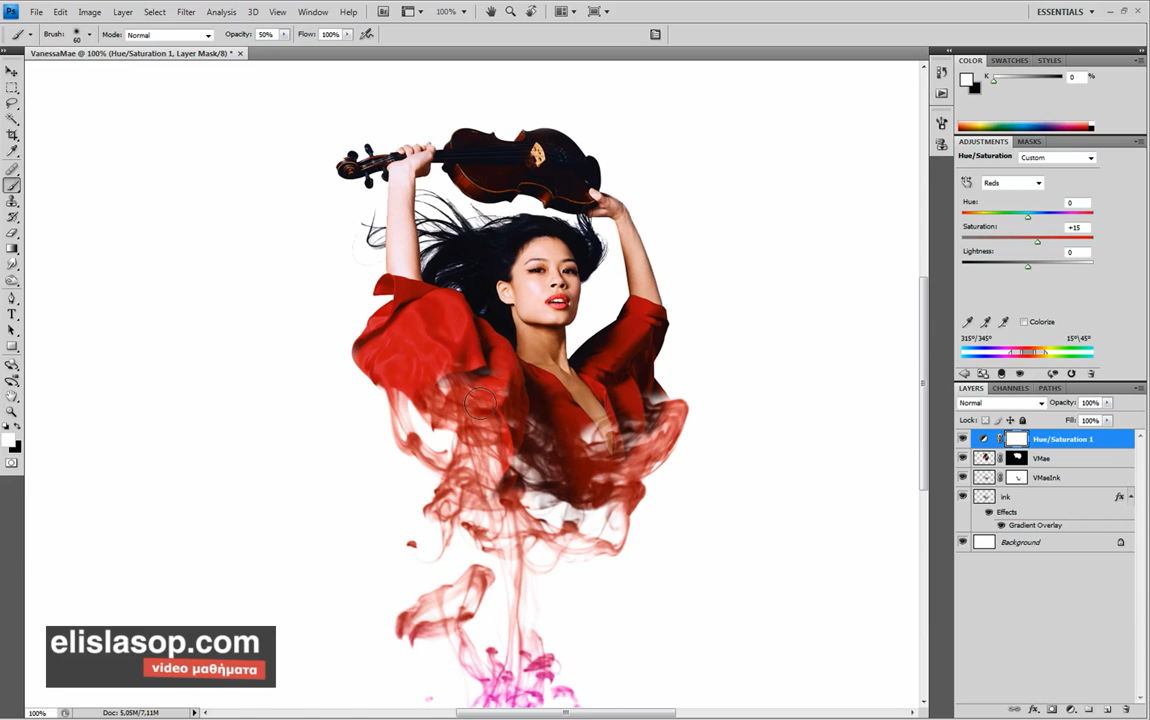 Ps File Edit Image Layer Select Filter Analysis 3D View Window Help Br 100% ESSENTIALS
Brush: 60 Mode: Normal Opacity: 50% Flow: 100%
VanessaMae @ 100% (Hue/Saturation 1, Layer Mask/8) *
COLOR SWATCHES STYLES
K 0 %
ADJUSTMENTS MASKS
Hue/Saturation Custom
Reds
Hue: 0
Saturation: +15
Lightness: 0
Colorize
315°/345° 15°\45°
LAYERS CHANNELS PATHS
Normal Opacity: 100%
Lock: Fill: 100%
Hue/Saturation 1
VMae
VMaeInk
ink fx
Effects
Gradient Overlay
Background
elislasop.com
video μαθήματα
100% Doc: 5,05M/7,11M